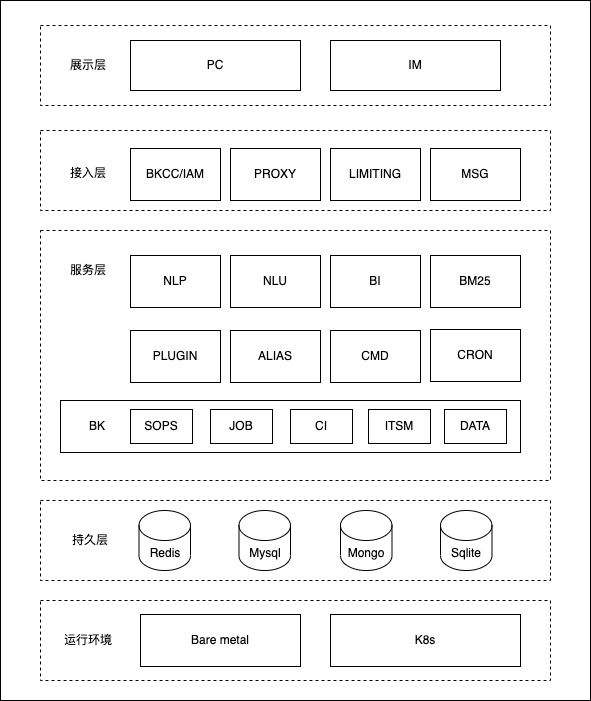 展示层
PC
IM
接入层
BKCC/IAM
PROXY
LIMITING
MSG
服务层
NLP
NLU
BI
BM25
PLUGIN
ALIAS
CMD
CRON
BK
SOPS
JOB
CI
ITSM
DATA
持久层
Redis
Mysql
Mongo
Sqlite
运行环境
Bare metal
K8s